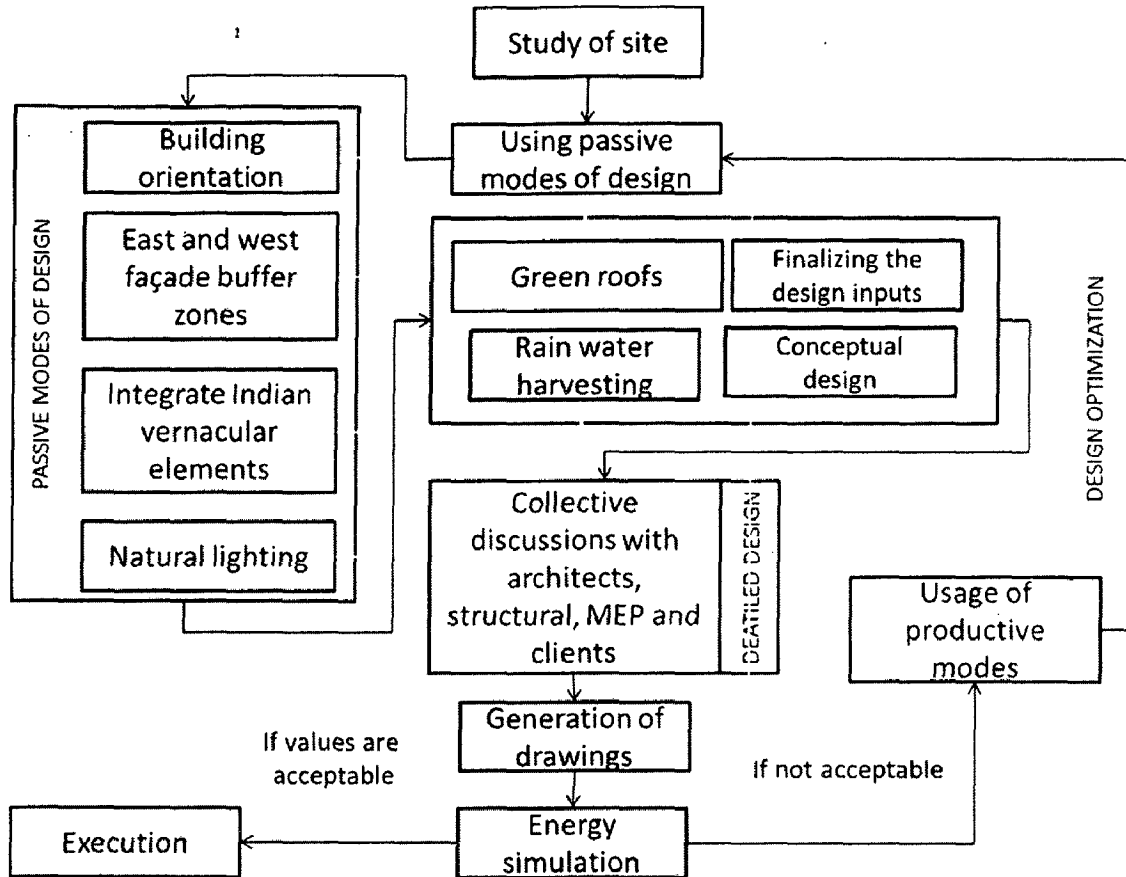 Study of site
Using passive
modes of design
PASSIVE MODES OF DESIGN
Building
orientation
East and west
façade buffer
zones
Integrate Indian
vernacular
elements
Natural lighting
Green roofs
Finalizing the
design inputs
Rain water
harvesting
Conceptual
design
DESIGN OPTIMIZATION
Collective
discussions with
architects,
structural, MEP and
clients
DEATILED DESIGN
Usage of
productive
modes
Generation of
drawings
If values are
acceptable
If not acceptable
Execution
Energy
simulation